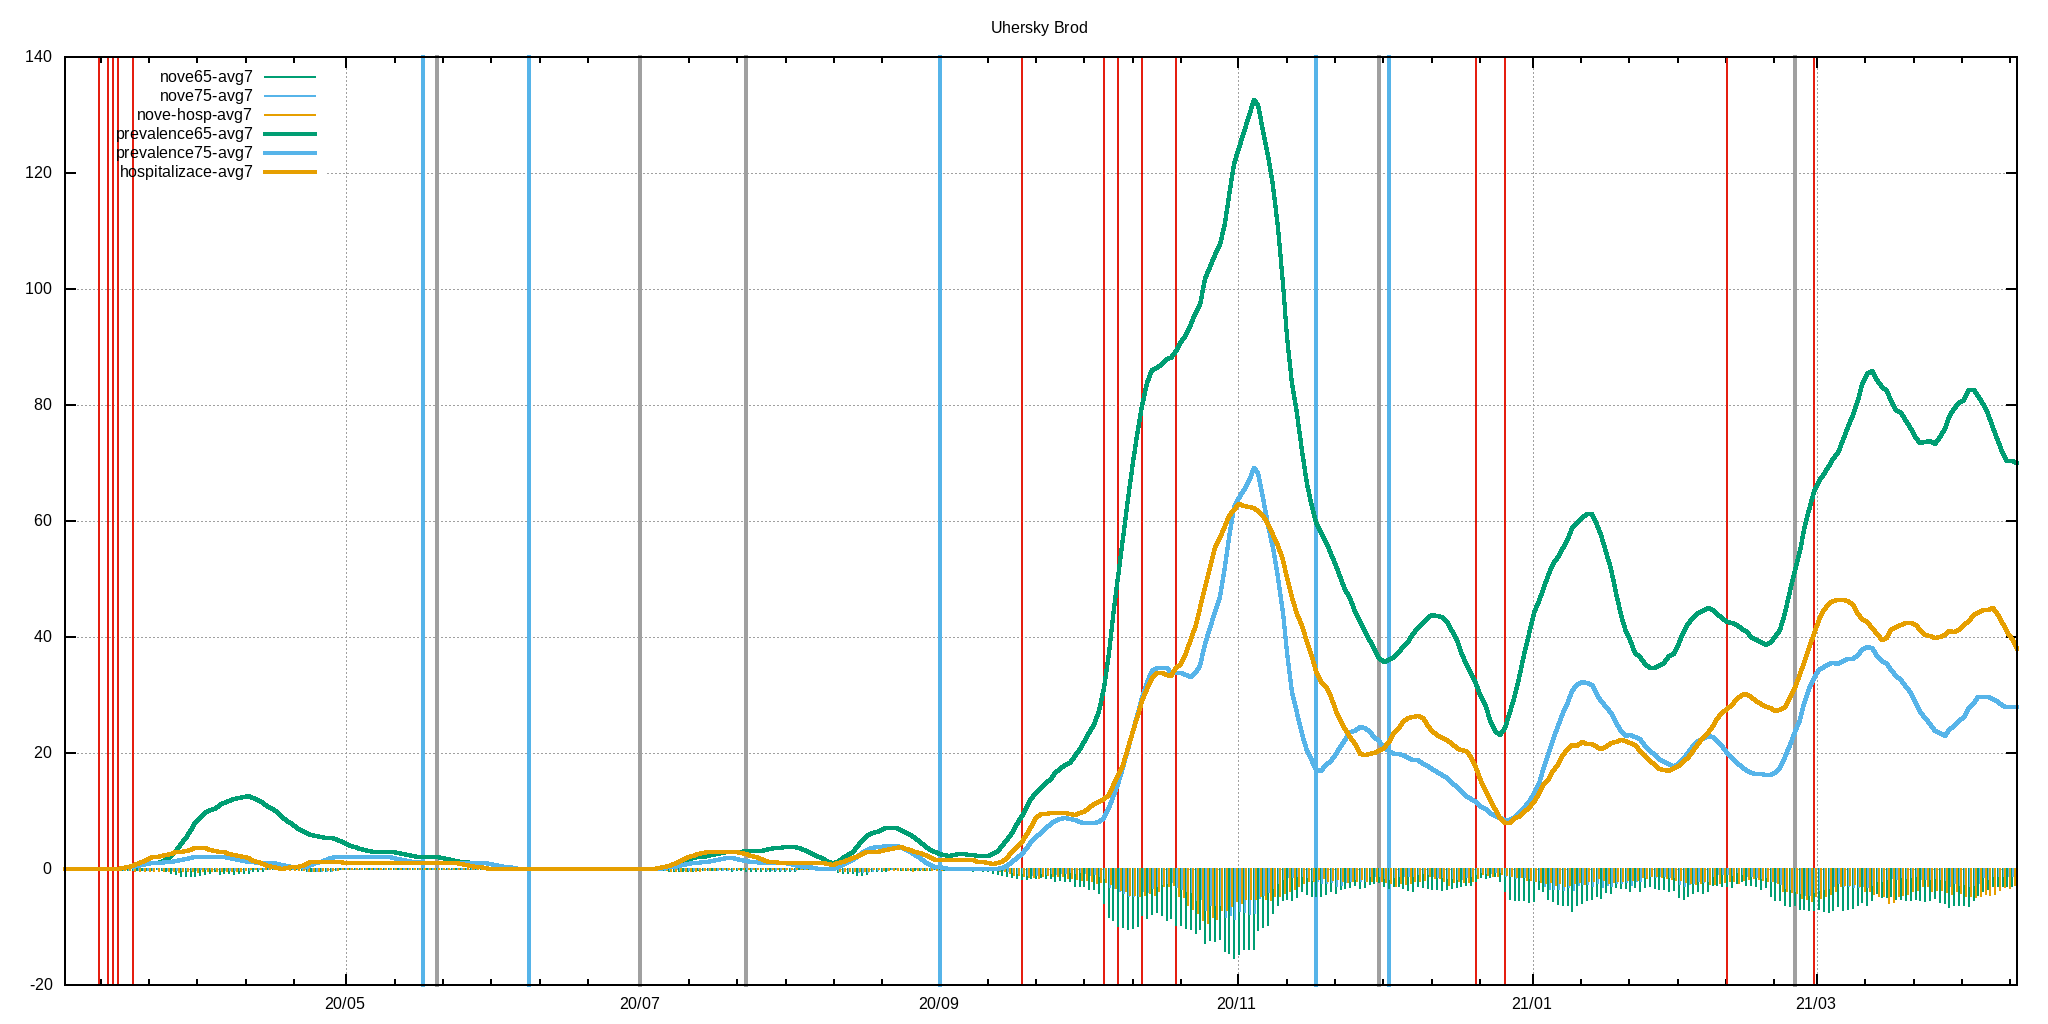 Uhersky Brod
140
120
100
80
60
40
20
0
-20
nove65-avg7
nove75-avg7
nove-hosp-avg7
prevalence65-avg7
prevalence75-avg7
hospitalizace-avg7
20/05
20/07
20/09
20/11
21/01
21/03